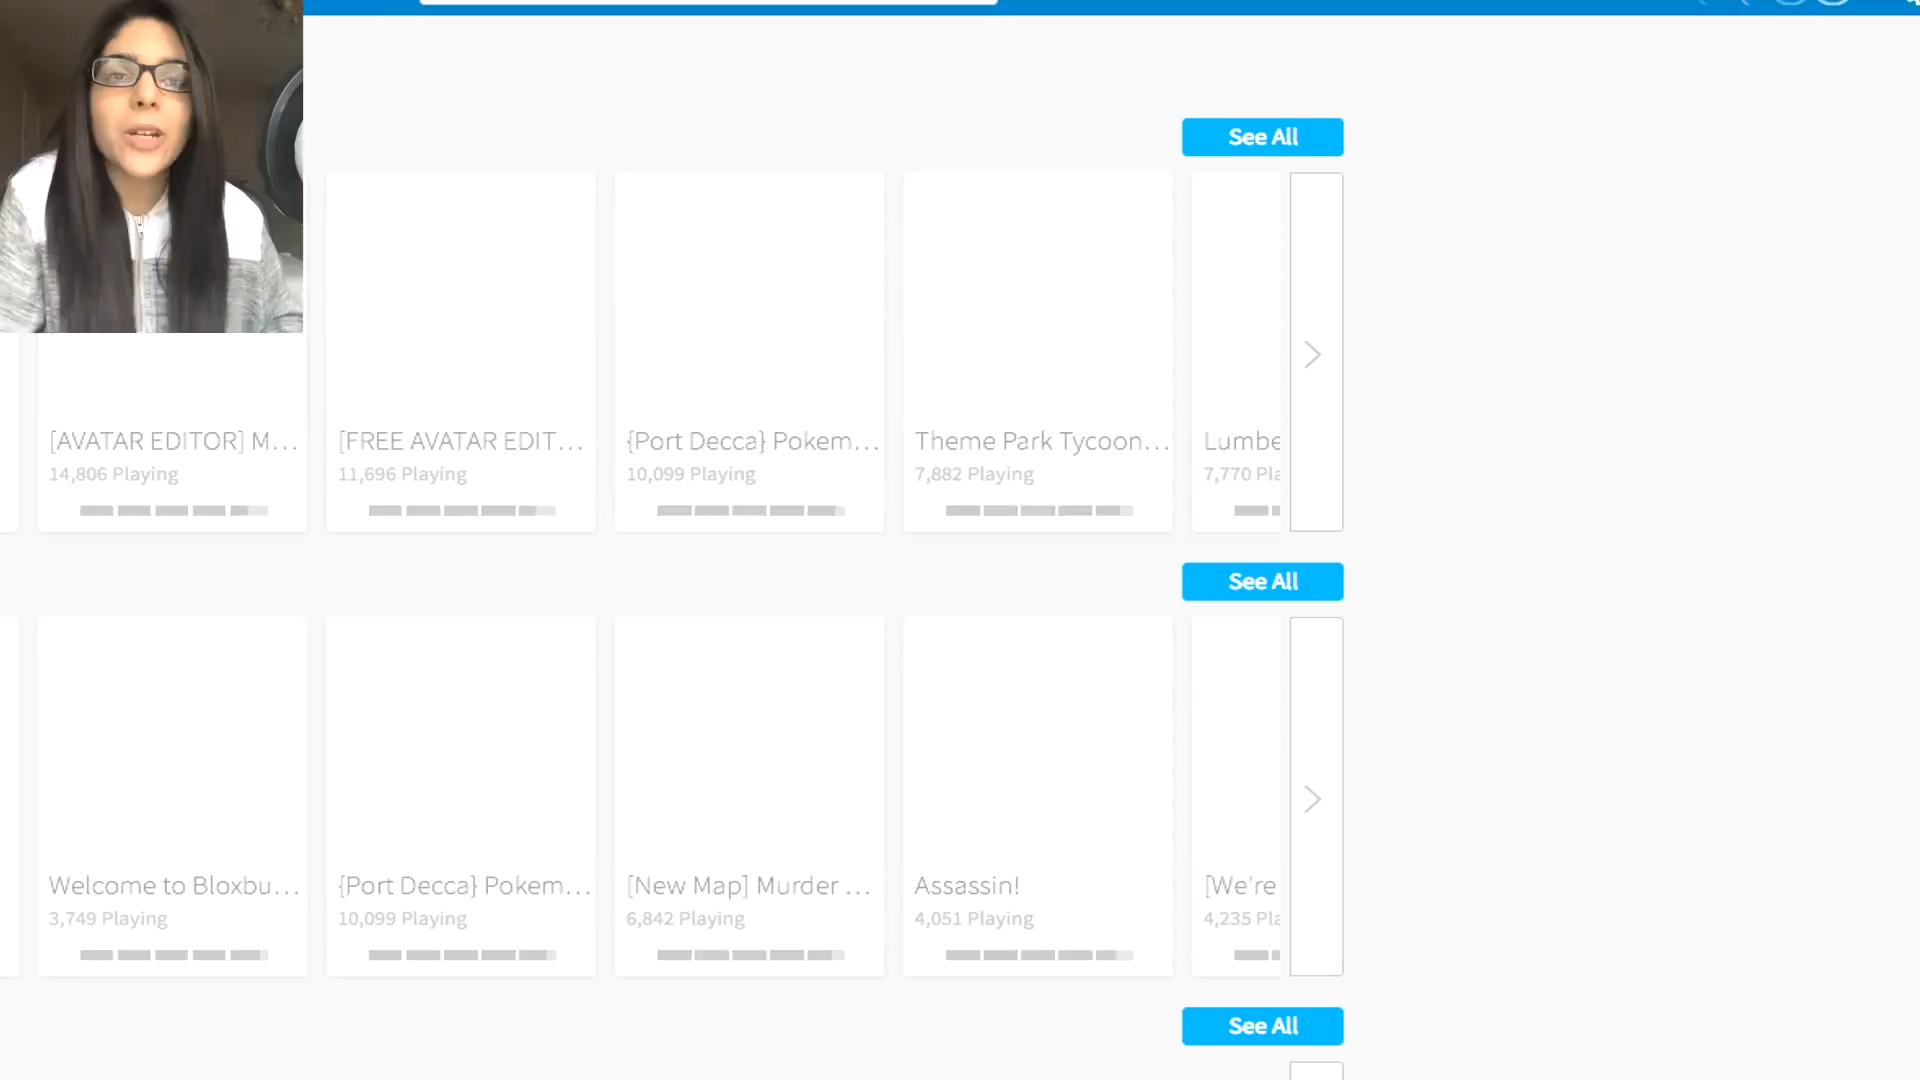 See All
[AVATAR EDITOR] M...
[FREE AVATAR EDIT...
{Port Decca} Pokem...
Theme Park Tycoon...
Lumbe
14,806 Playing
11,696 Playing
10,099 Playing
7,882 Playing
7,770 Pla
See All
Welcome to Bloxbu...
{Port Decca} Pokem...
[New Map] Murder ...
Assassin!
[We're
3,749 Playing
10,099 Playing
6,842 Playing
4,051 Playing
4,235 Pla
See All